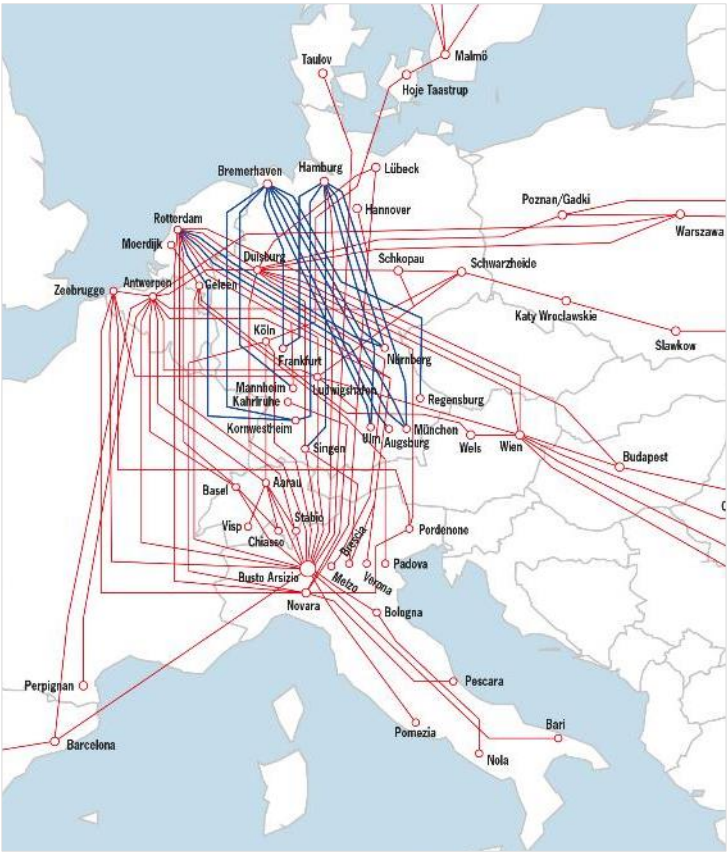 Malmö
Taulov
Hoje Taastrup
Bremerhaven
Hamburg
Lübeck
Hannover
Poznan/Gadki
Rotterdam
Warszawa
Moerdijk
Duisburg
Schkopau
Schwarzheide
Zeebrugge
Antwerpen
Geleen
Katy Wroclawskie
Köln
Slawkow
Frankfurt
Nürnberg
Mannheim
Ludwigshafen
Kahrlruhe
Regensburg
Kornwestheim
Ulm
Augsburg
München
Singen
Wels
Wien
Budapest
Basel
Aarau
Visp
Stabio
Chiasso
Pordenone
Brescia
Busto Arsizio
Melzo
Verona
Padova
Novara
Bologna
Perpignan
Pescara
Pomezia
Bari
Barcelona
Nola